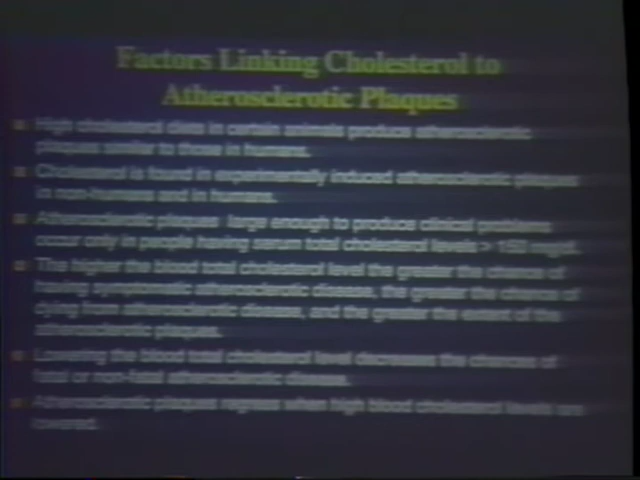 Factors Linking Cholesterol to
Atherosclerotic Plaques
High cholesterol diets in certain animals produce atherosclerotic
plaques similar to those in humans.
Cholesterol is found in experimentally induced atherosclerotic plaques
in non-humans and in humans.
Atherosclerotic plaques large enough to produce clinical problems
occur only in people having serum total cholesterol levels > 150 mg/dl.
The higher the blood total cholesterol level the greater the chance of
having symptomatic atherosclerotic disease, the greater the chance of
dying from atherosclerotic disease, and the greater the extent of the
atherosclerotic plaques.
Lowering the blood total cholesterol level decreases the chances of
fatal or non-fatal atherosclerotic disease.
Atherosclerotic plaques regress when high blood cholesterol levels are
lowered.